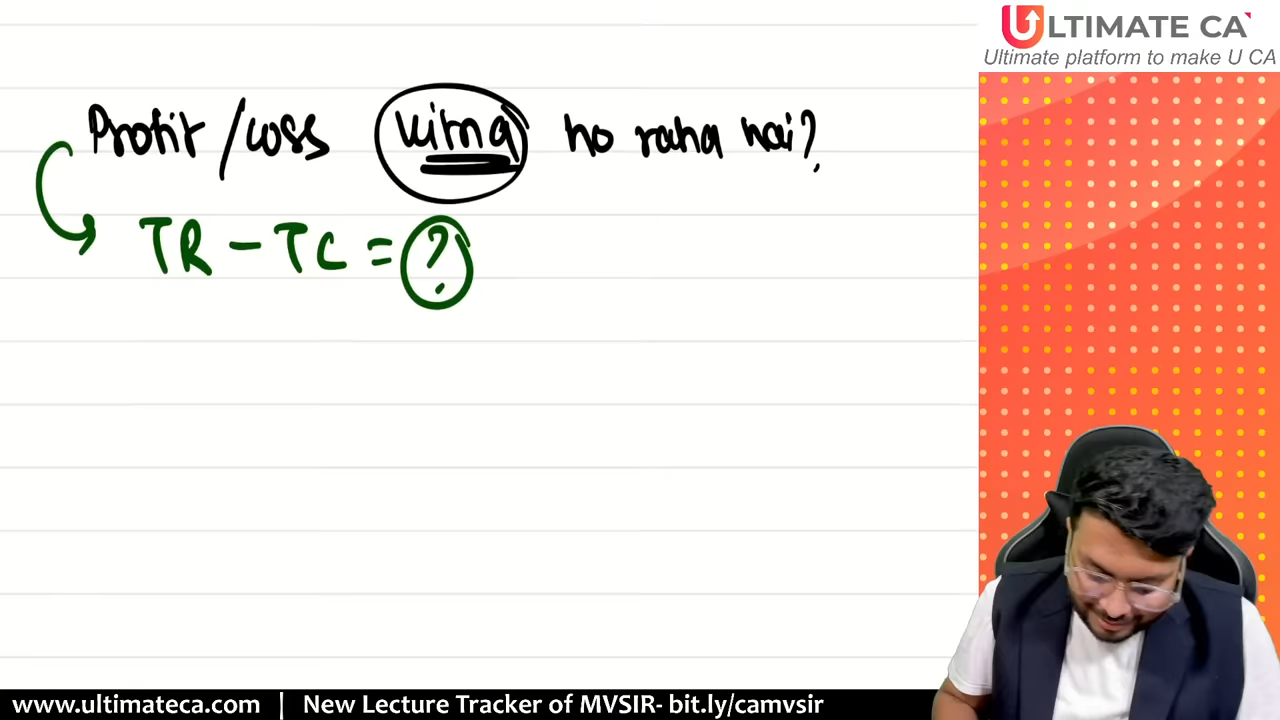 ULTIMATE CA
Ultimate platform to make U CA
Profit/Loss kitna ho raha hai?
TR - TC = ?
www.ultimateca.com | New Lecture Tracker of MVSIR- bit.ly/camvsir